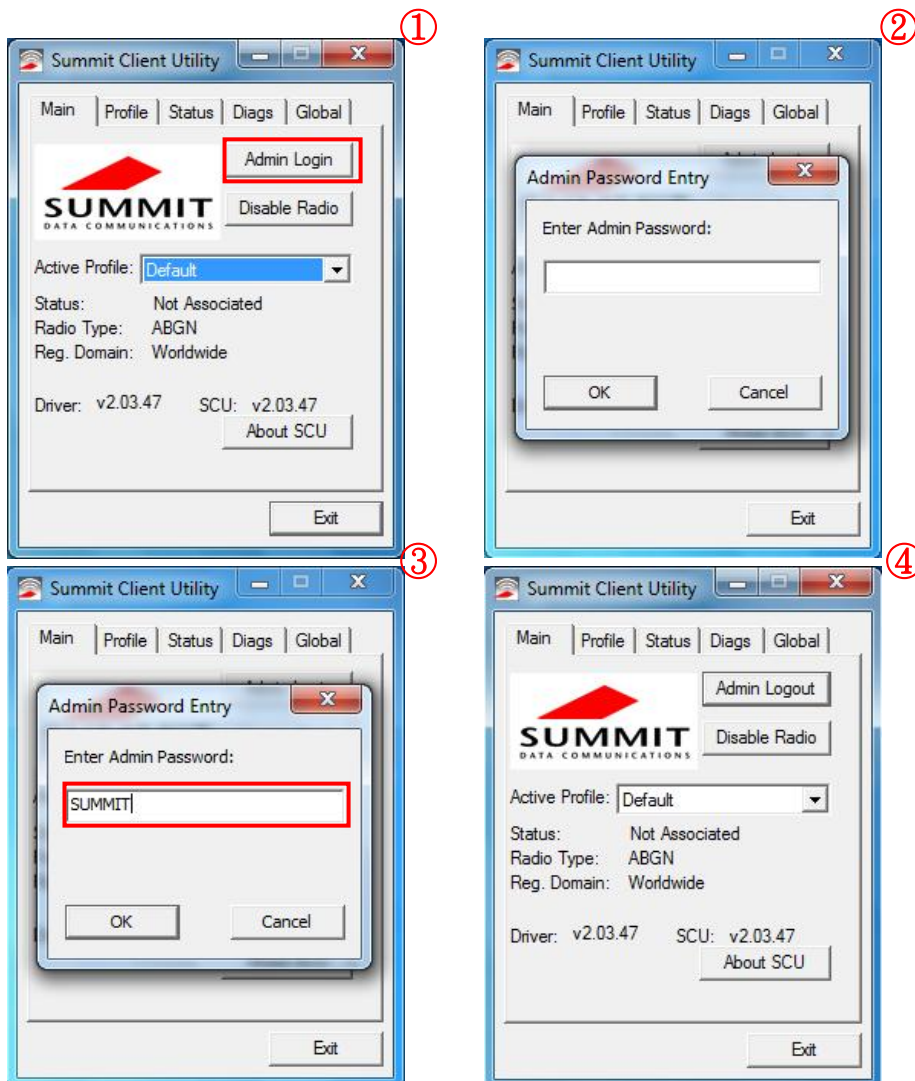 ①
Summit Client Utility
Main Profile Status Diags Global
Admin Login
SUMMIT
DATA COMMUNICATIONS
Disable Radio
Active Profile: Default
Status: Not Associated
Radio Type: ABGN
Reg. Domain: Worldwide
Driver: v2.03.47 SCU: v2.03.47
About SCU
Exit
②
Summit Client Utility
Main Profile Status Diags Global
Admin Password Entry
Enter Admin Password:
OK Cancel
Exit
③
Summit Client Utility
Main Profile Status Diags Global
Admin Password Entry
Enter Admin Password:
SUMMIT
OK Cancel
Exit
④
Summit Client Utility
Main Profile Status Diags Global
Admin Logout
SUMMIT
DATA COMMUNICATIONS
Disable Radio
Active Profile: Default
Status: Not Associated
Radio Type: ABGN
Reg. Domain: Worldwide
Driver: v2.03.47 SCU: v2.03.47
About SCU
Exit